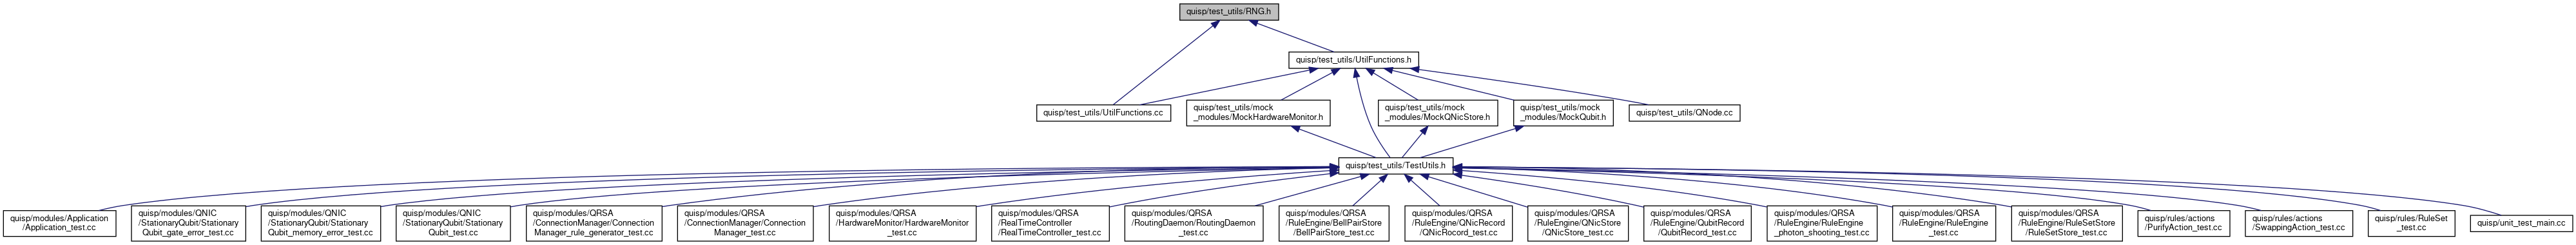 quisp/test_utils/RNG.h
quisp/test_utils/UtilFunctions.h
quisp/test_utils/UtilFunctions.cc
quisp/test_utils/mock
_modules/MockHardwareMonitor.h
quisp/test_utils/mock
_modules/MockQNicStore.h
quisp/test_utils/mock
_modules/MockQubit.h
quisp/test_utils/QNode.cc
quisp/test_utils/TestUtils.h
quisp/modules/Application
/Application_test.cc
quisp/modules/QNIC
/StationaryQubit/Stationary
Qubit_gate_error_test.cc
quisp/modules/QNIC
/StationaryQubit/Stationary
Qubit_memory_error_test.cc
quisp/modules/QNIC
/StationaryQubit/Stationary
Qubit_test.cc
quisp/modules/QRSA
/ConnectionManager/Connection
Manager_rule_generator_test.cc
quisp/modules/QRSA
/ConnectionManager/Connection
Manager_test.cc
quisp/modules/QRSA
/HardwareMonitor/HardwareMonitor
_test.cc
quisp/modules/QRSA
/RealTimeController
/RealTimeController_test.cc
quisp/modules/QRSA
/RoutingDaemon/RoutingDaemon
_test.cc
quisp/modules/QRSA
/RuleEngine/BellPairStore
/BellPairStore_test.cc
quisp/modules/QRSA
/RuleEngine/QNicRecord
/QNicRocord_test.cc
quisp/modules/QRSA
/RuleEngine/QNicStore
/QNicStore_test.cc
quisp/modules/QRSA
/RuleEngine/QubitRecord
/QubitRecord_test.cc
quisp/modules/QRSA
/RuleEngine/RuleEngine
_photon_shooting_test.cc
quisp/modules/QRSA
/RuleEngine/RuleEngine
_test.cc
quisp/modules/QRSA
/RuleEngine/RuleSetStore
/RuleSetStore_test.cc
quisp/rules/actions
/PurifyAction_test.cc
quisp/rules/actions
/SwappingAction_test.cc
quisp/rules/RuleSet
_test.cc
quisp/unit_test_main.cc